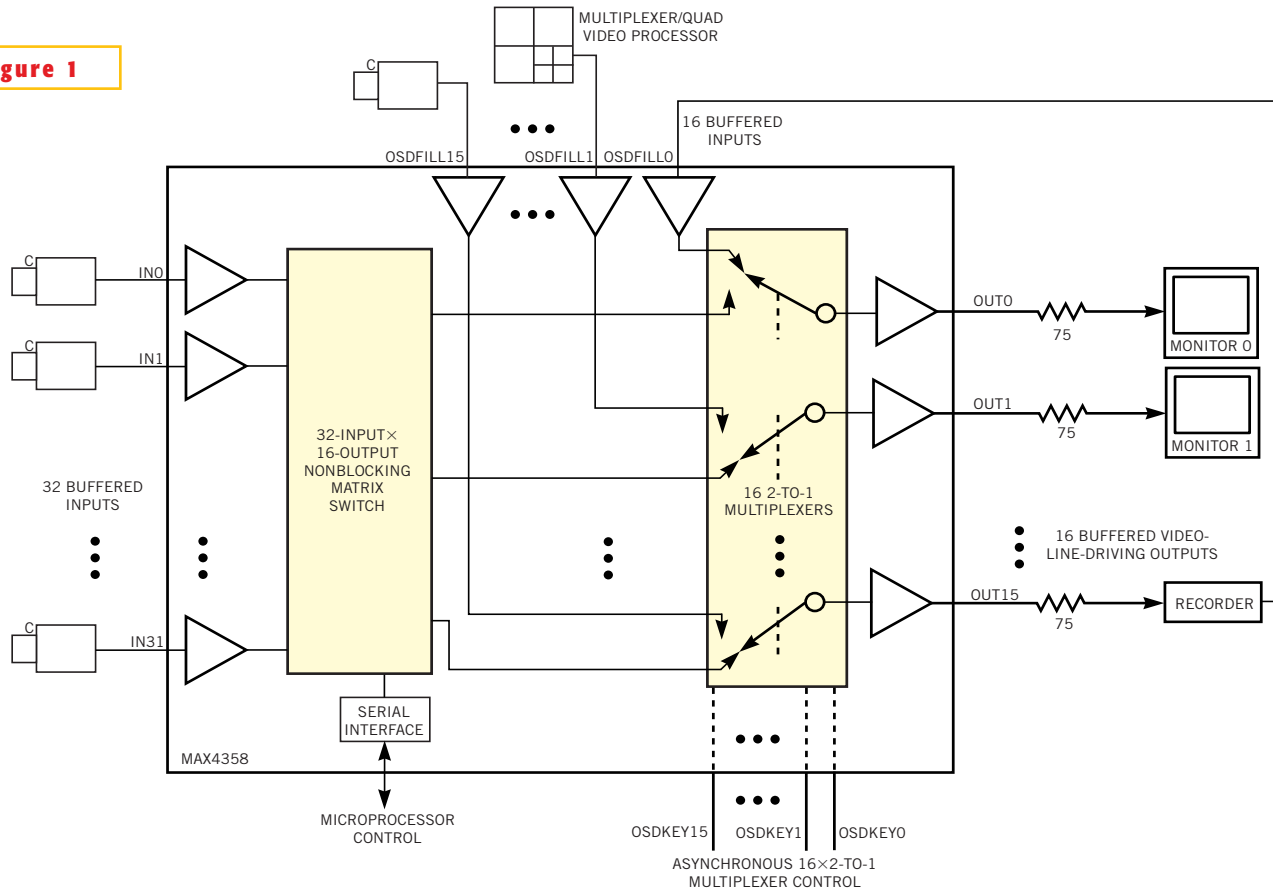 gure 1
MULTIPLEXER/QUAD
VIDEO PROCESSOR
C
16 BUFFERED
INPUTS
OSDFILL15
OSDFILL1
OSDFILL0
C
IN0
C
IN1
32 BUFFERED
INPUTS
C
IN31
32-INPUT×
16-OUTPUT
NONBLOCKING
MATRIX
SWITCH
SERIAL
INTERFACE
MAX4358
MICROPROCESSOR
CONTROL
16 2-TO-1
MULTIPLEXERS
OUT0
75
MONITOR 0
OUT1
75
MONITOR 1
16 BUFFERED VIDEO-
LINE-DRIVING OUTPUTS
OUT15
75
RECORDER
OSDKEY15
OSDKEY1
OSDKEY0
ASYNCHRONOUS 16×2-TO-1
MULTIPLEXER CONTROL